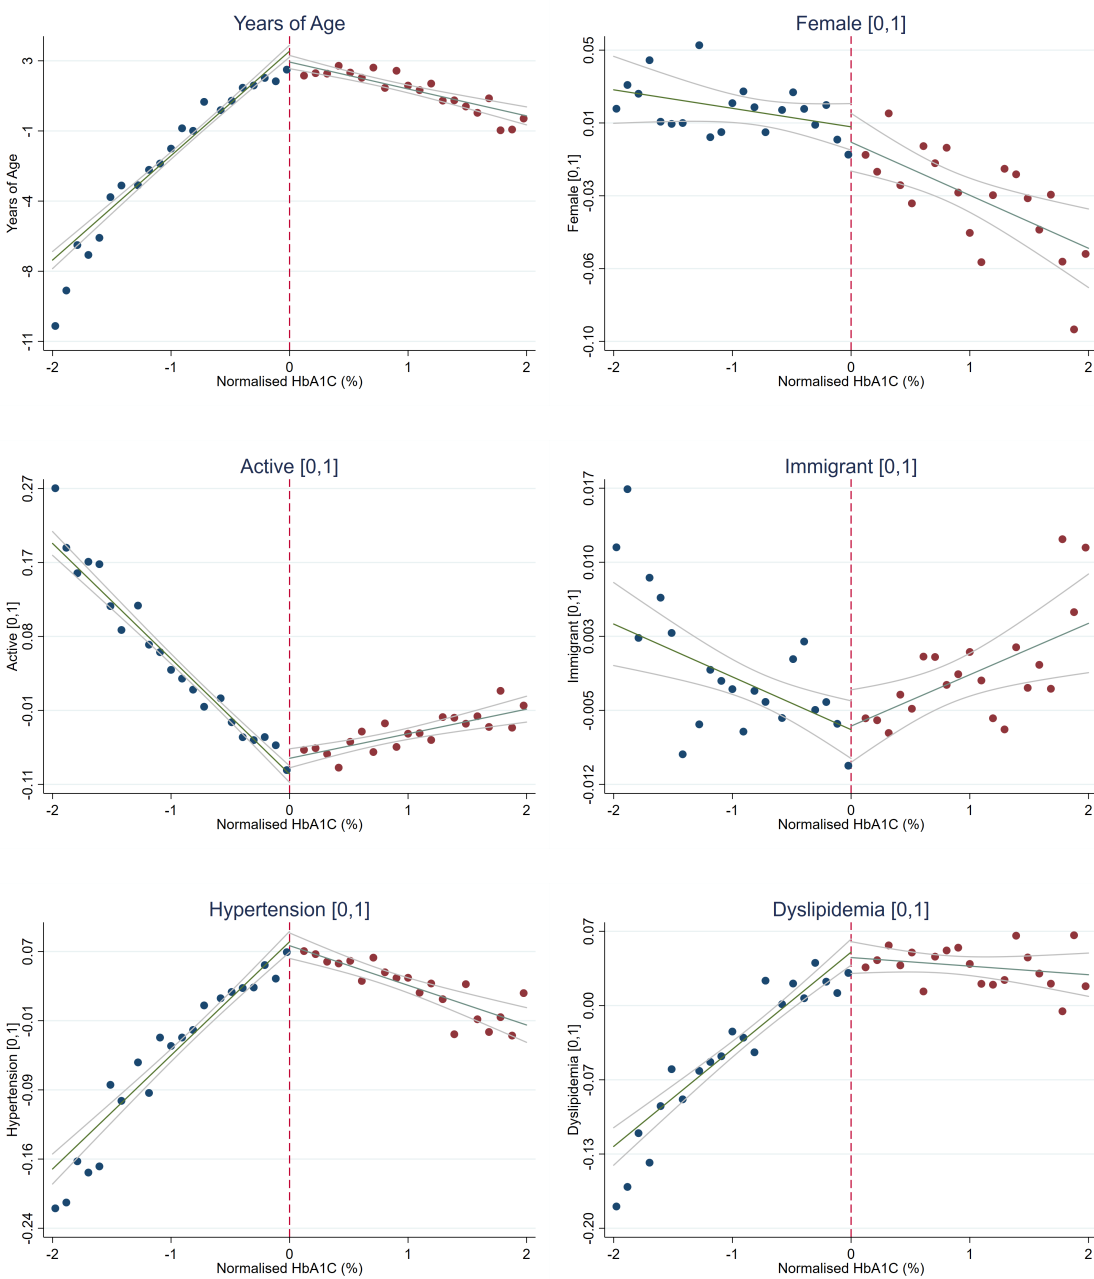 Years of Age
Years of Age
3
-1
-4
-8
-11
-2 -1 0 1 2
Normalised HbA1C (%)
Female [0,1]
Female [0,1]
0.05
0.01
-0.03
-0.06
-0.10
-2 -1 0 1 2
Normalised HbA1C (%)
Active [0,1]
Active [0,1]
0.27
0.17
0.08
-0.01
-0.11
-2 -1 0 1 2
Normalised HbA1C (%)
Immigrant [0,1]
Immigrant [0,1]
0.017
0.010
0.003
-0.005
-0.012
-2 -1 0 1 2
Normalised HbA1C (%)
Hypertension [0,1]
Hypertension [0,1]
0.07
-0.01
-0.09
-0.16
-0.24
-2 -1 0 1 2
Normalised HbA1C (%)
Dyslipidemia [0,1]
Dyslipidemia [0,1]
0.07
0.00
-0.07
-0.13
-0.20
-2 -1 0 1 2
Normalised HbA1C (%)